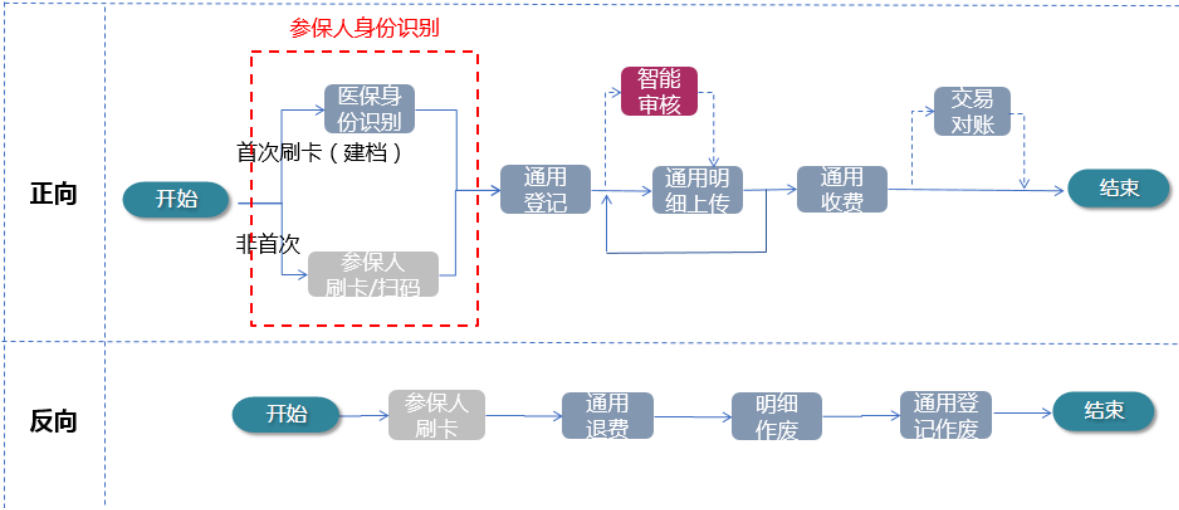 参保人身份识别
正向
开始
首次刷卡（建档）
非首次
医保身
份识别
参保人
刷卡/扫码
通用
登记
智能
审核
通用明
细上传
通用
收费
交易
对账
结束
反向
开始
参保人
刷卡
通用
退费
明细
作废
通用登
记作废
结束